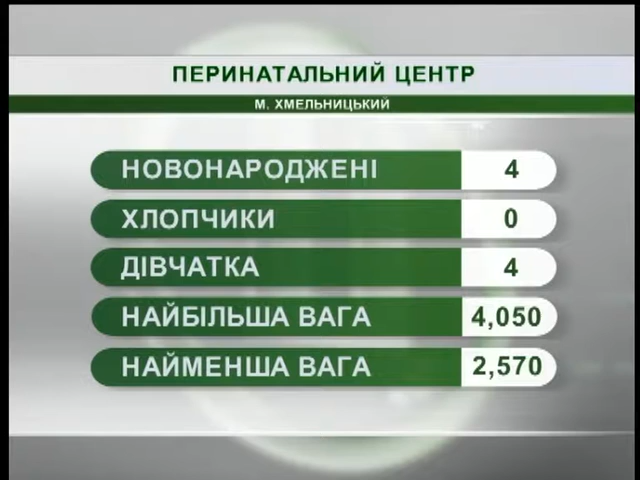 ПЕРИНАТАЛЬНИЙ ЦЕНТР
М. ХМЕЛЬНИЦЬКИЙ
НОВОНАРОДЖЕНІ 4
ХЛОПЧИКИ 0
ДІВЧАТКА 4
НАЙБІЛЬША ВАГА 4,050
НАЙМЕНША ВАГА 2,570